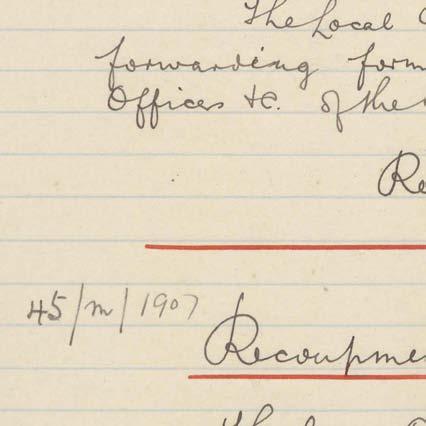 The Local
forwarding form
Offices &c. of the
Re
45/m/1907
Recoupme